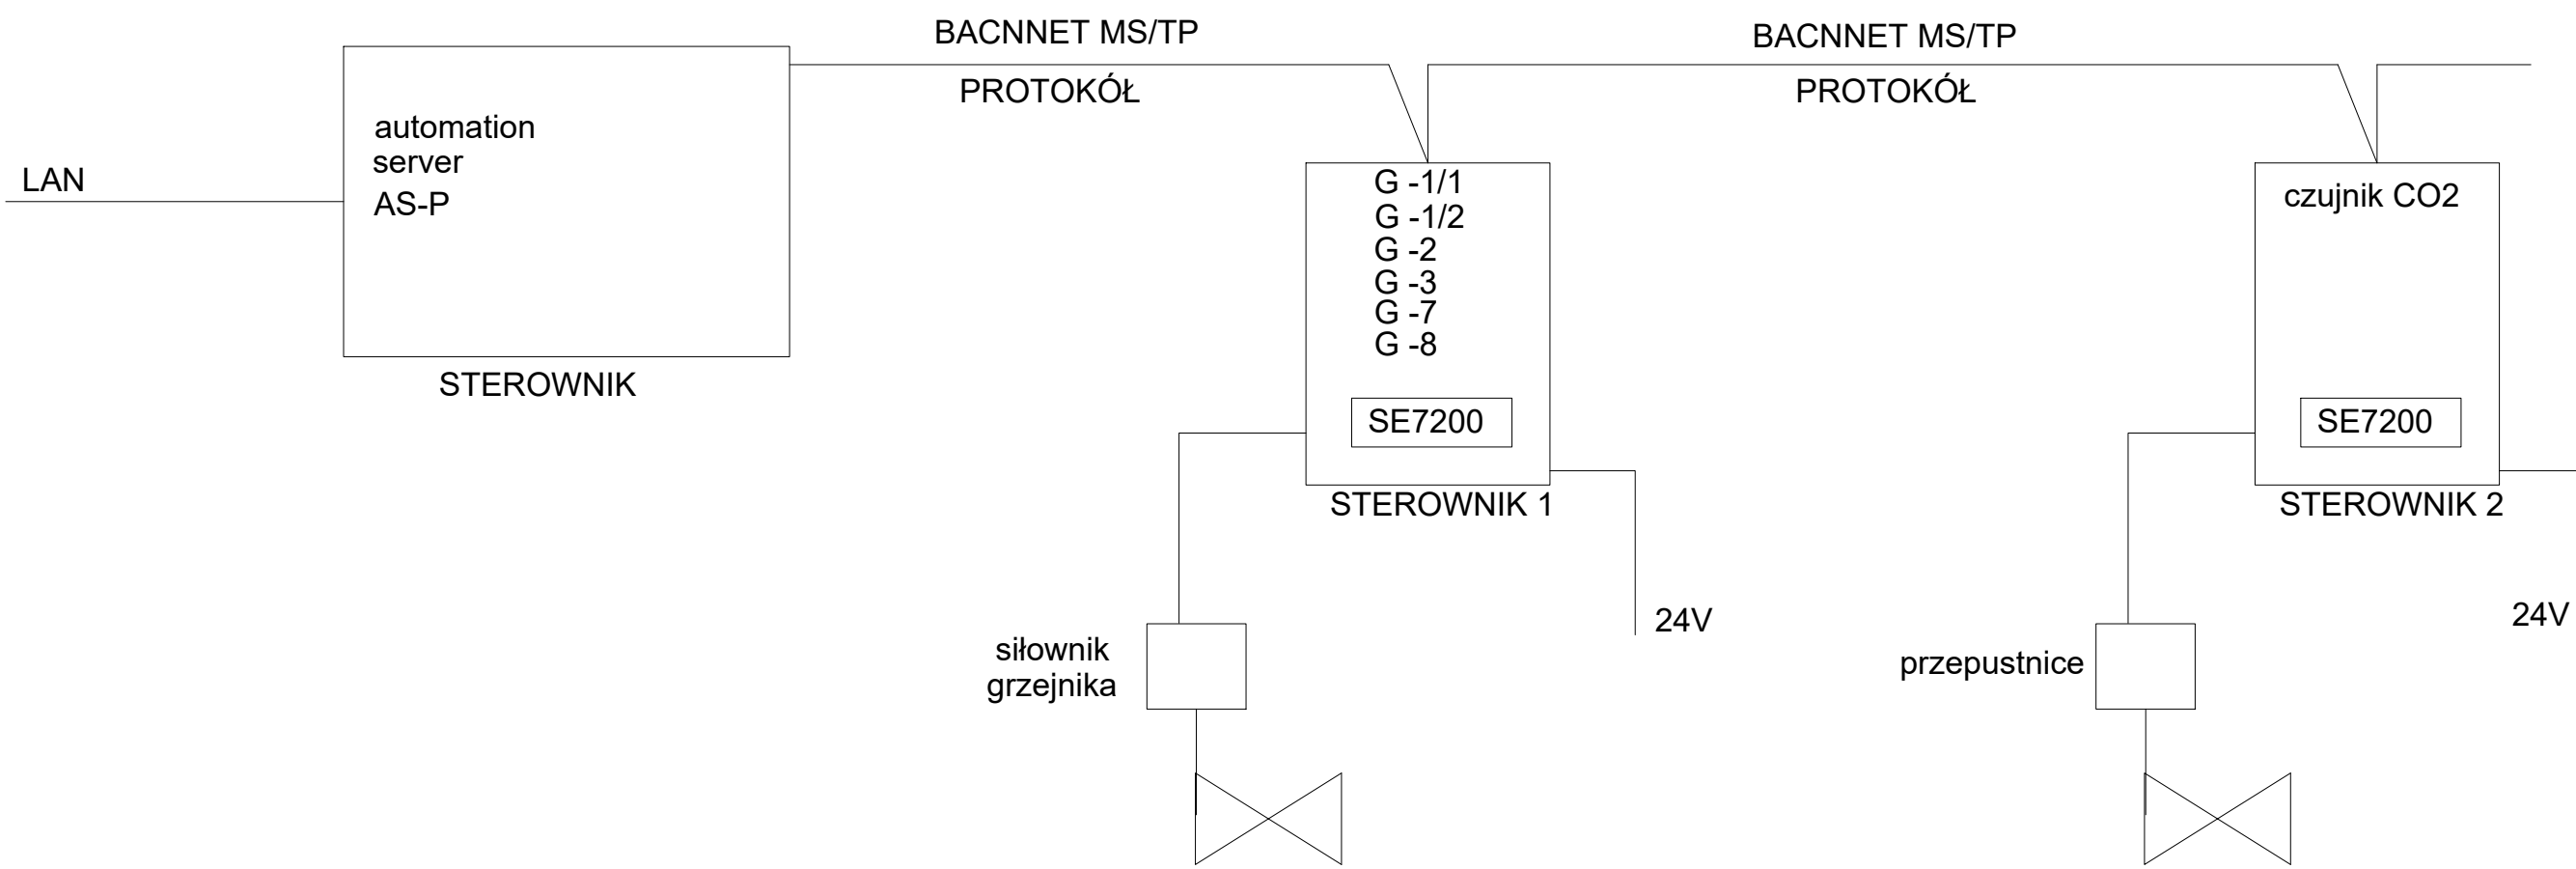 BACNNET MS/TP
PROTOKÓŁ
BACNNET MS/TP
PROTOKÓŁ
LAN
automation
server
AS-P
STEROWNIK
G -1/1
G -1/2
G -2
G -3
G -7
G -8
SE7200
STEROWNIK 1
24V
siłownik
grzejnika
czujnik CO2
SE7200
STEROWNIK 2
24V
przepustnice